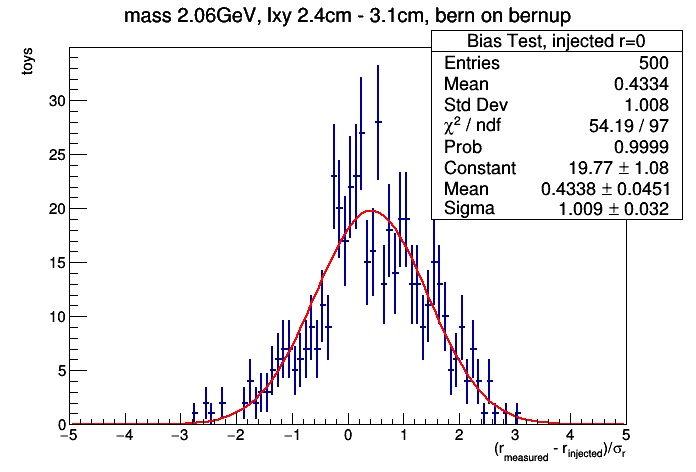 mass 2.06GeV, lxy 2.4cm - 3.1cm, bern on bernup
Bias Test, injected r=0
Entries 500
Mean 0.4334
Std Dev 1.008
χ² / ndf 54.19 / 97
Prob 0.9999
Constant 19.77 ± 1.08
Mean 0.4338 ± 0.0451
Sigma 1.009 ± 0.032
toys
30
25
20
15
10
5
0
−5 −4 −3 −2 −1 0 1 2 3 4 5
(r_measured - r_injected)/σ_r